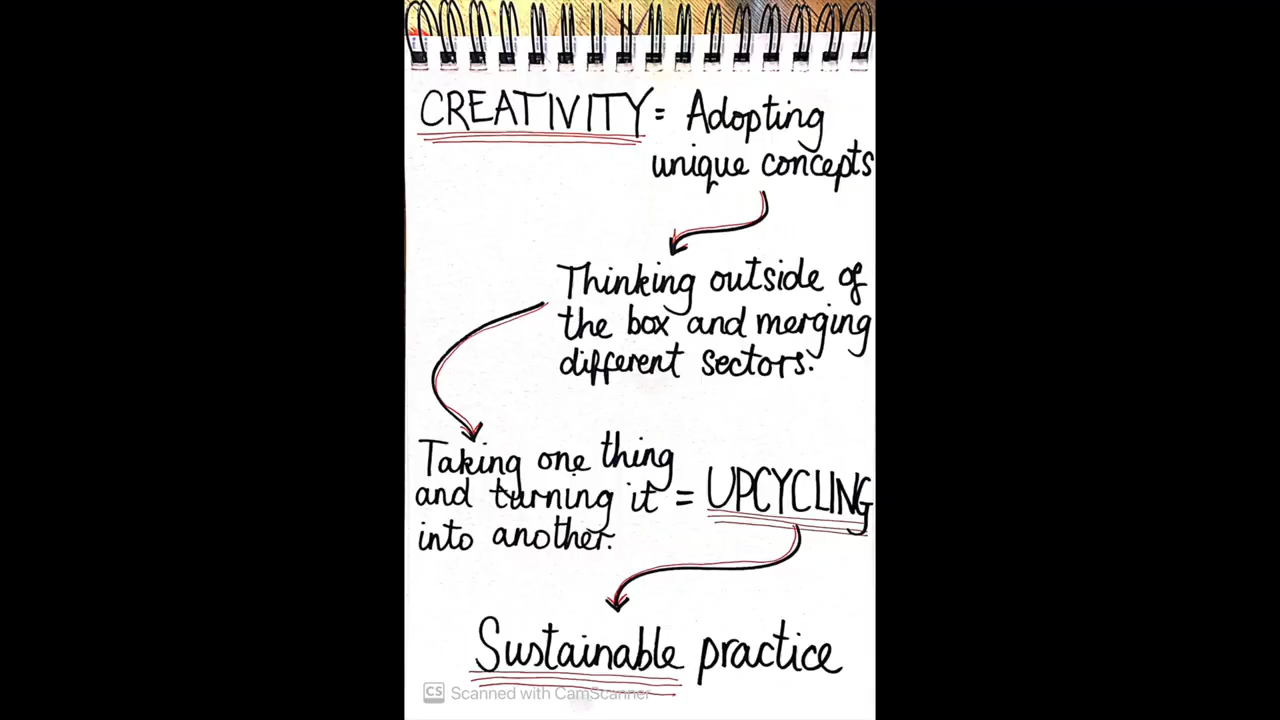 CREATIVITY = Adopting
unique concepts
Thinking outside of
the box and merging
different sectors.
Taking one thing
and turning it = UPCYCLING
into another.
Sustainable practice
CS Scanned with CamScanner